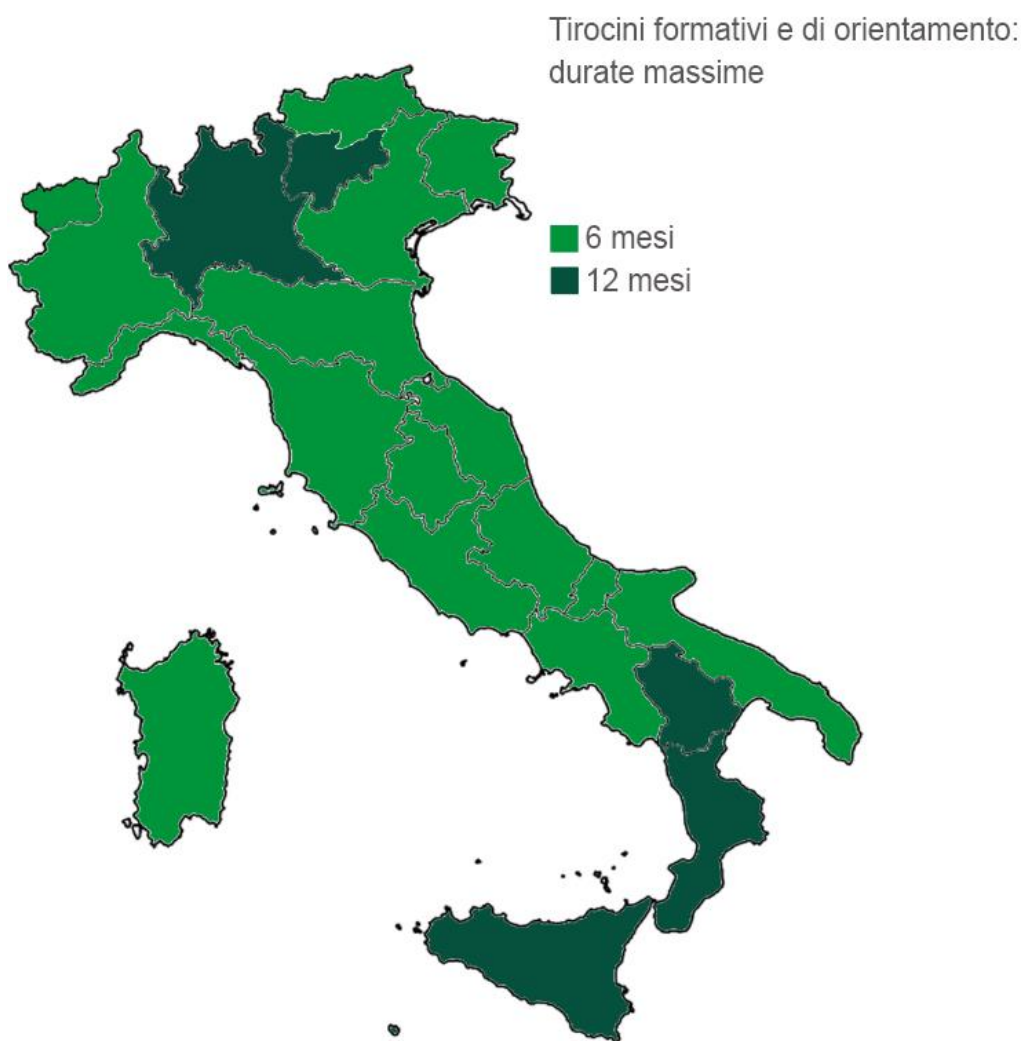 Tirocini formativi e di orientamento:
durate massime
6 mesi
12 mesi